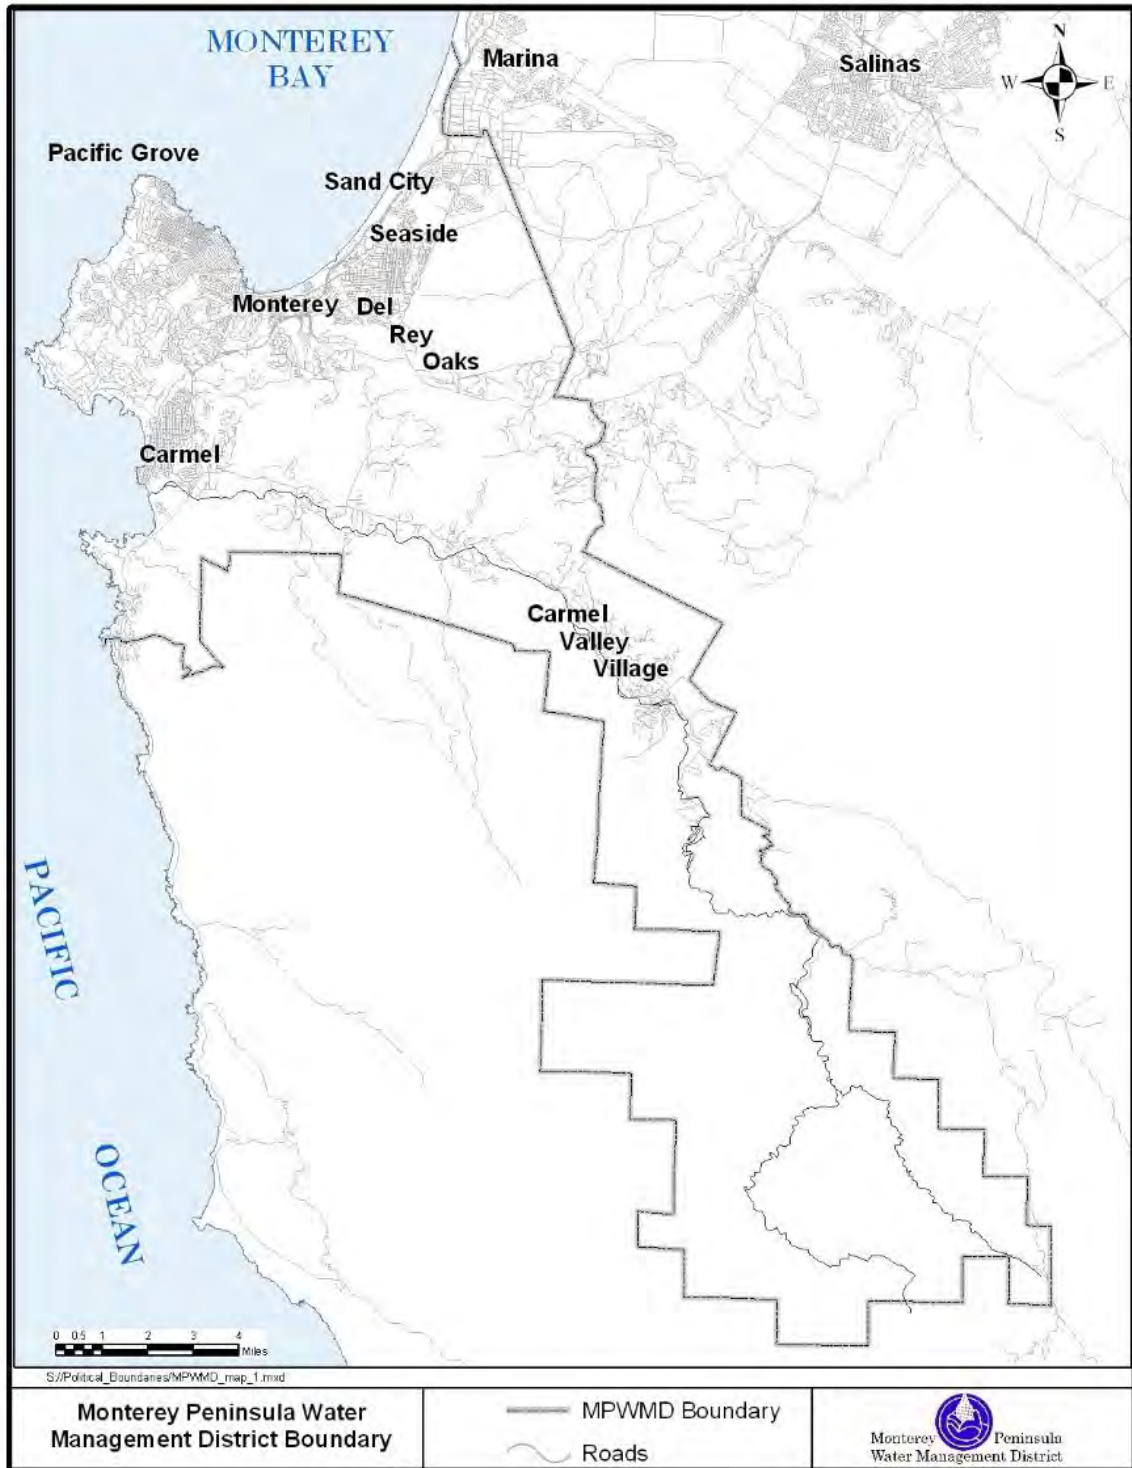 MONTEREY
BAY
Marina
Salinas
N
W E
S
Pacific Grove
Sand City
Seaside
Monterey Del
Rey
Oaks
Carmel
Carmel
Valley
Village
PACIFIC
OCEAN
0 0.5 1 2 3 4
Miles
S://Political_Boundaries/MPWMD_map_1.mxd
Monterey Peninsula Water
Management District Boundary
MPWMD Boundary
Roads
Monterey Peninsula
Water Management District